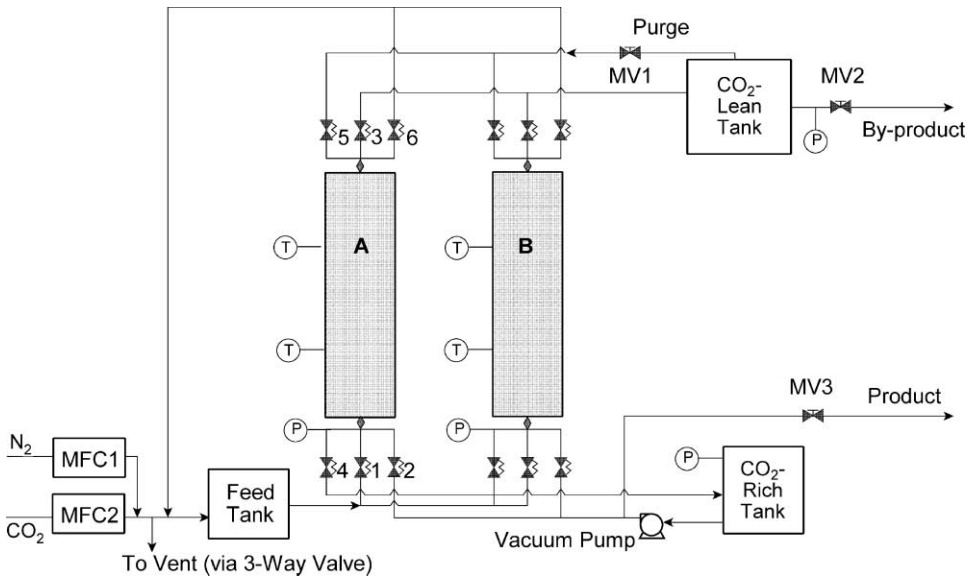 Purge
MV1
CO2-
Lean
Tank
MV2
P
By-product
5
3
6
A
B
T
T
T
T
P
P
4
1
2
N2
MFC1
CO2
MFC2
Feed
Tank
To Vent (via 3-Way Valve)
Vacuum Pump
MV3
Product
P
CO2-
Rich
Tank